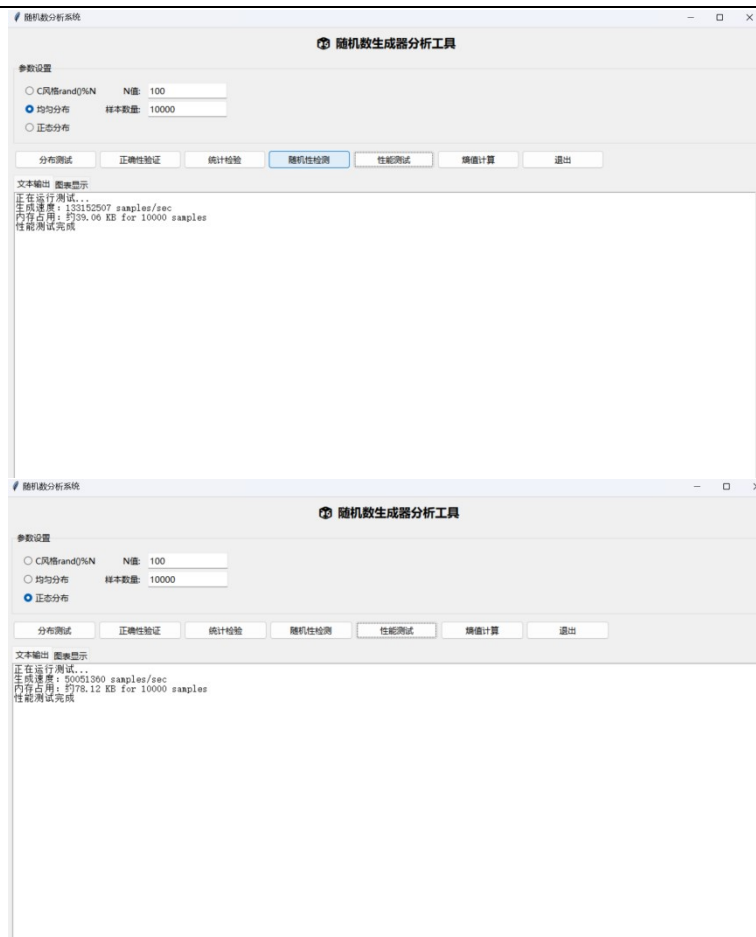 随机数分析系统
随机数生成器分析工具
参数设置
C风格rand()%N N值: 100
均匀分布 样本数量: 10000
正态分布
分布测试 正确性验证 统计检验 随机性检测 性能测试 熵值计算 退出
文本输出 图表显示
正在运行测试...
生成速度: 133152507 samples/sec
内存占用: 约39.06 KB for 10000 samples
性能测试完成
随机数分析系统
随机数生成器分析工具
参数设置
C风格rand()%N N值: 100
均匀分布 样本数量: 10000
正态分布
分布测试 正确性验证 统计检验 随机性检测 性能测试 熵值计算 退出
文本输出 图表显示
正在运行测试...
生成速度: 50051360 samples/sec
内存占用: 约78.12 KB for 10000 samples
性能测试完成